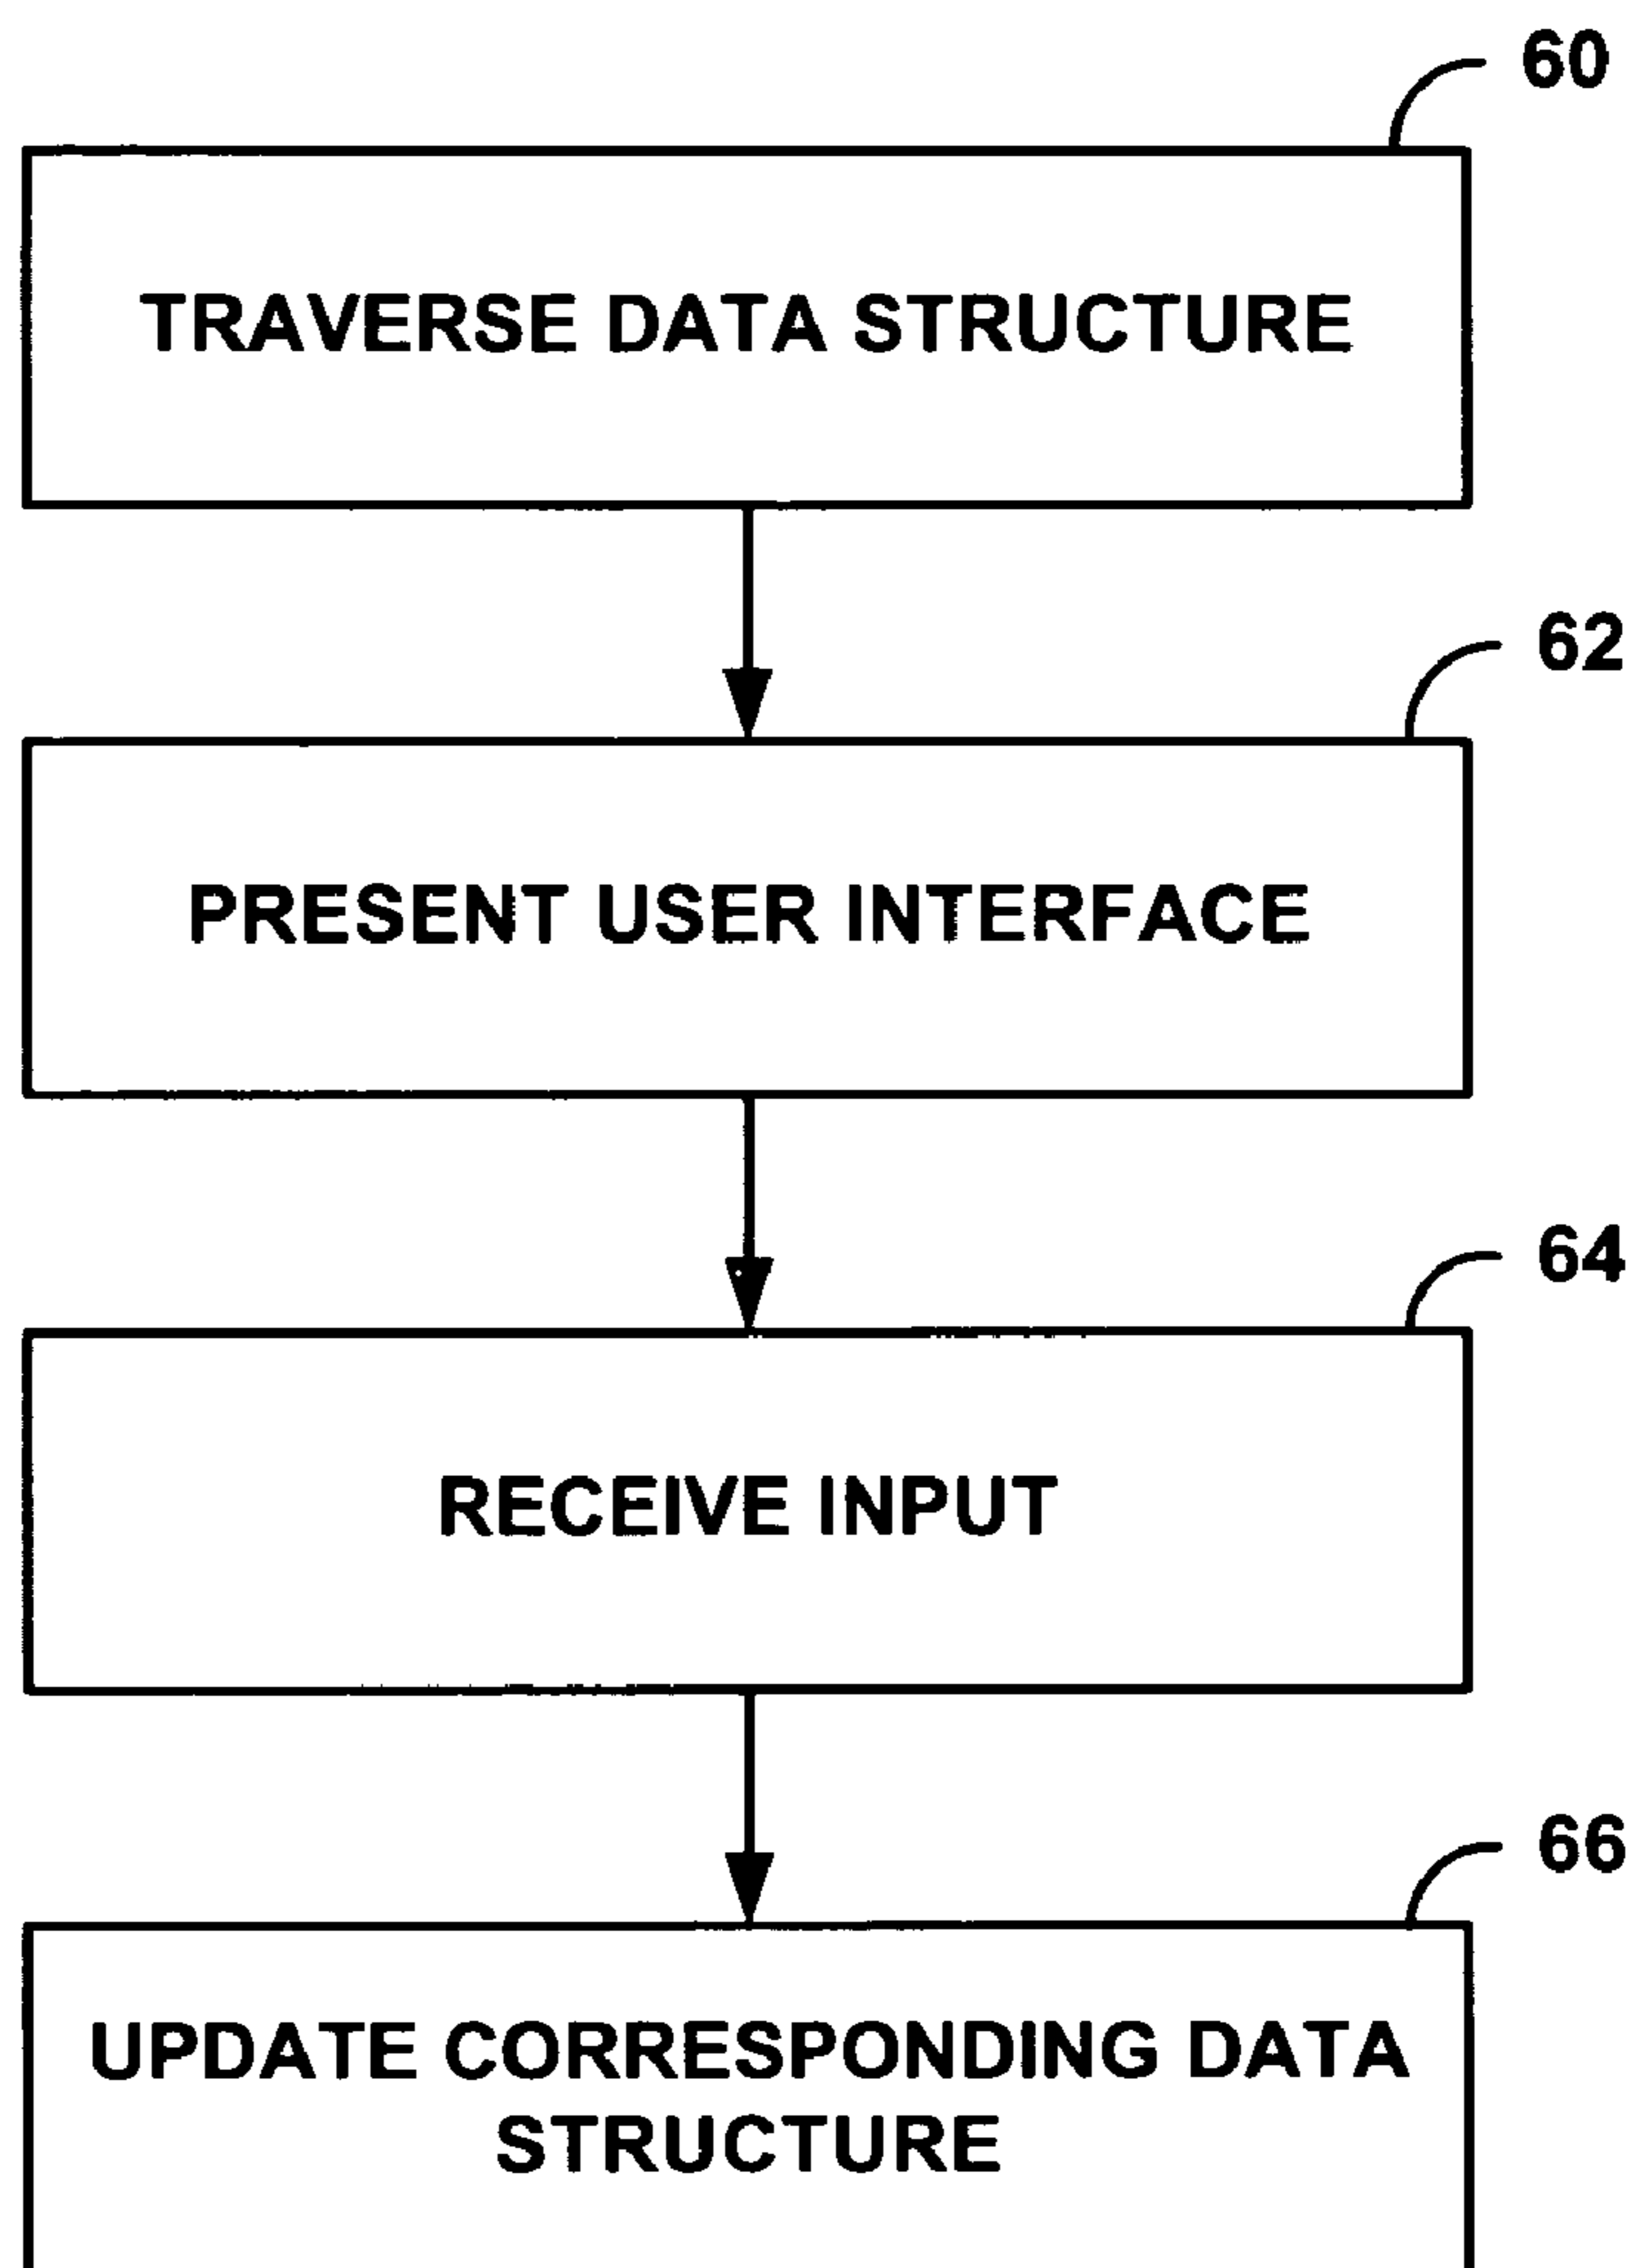 60
TRAVERSE DATA STRUCTURE
62
PRESENT USER INTERFACE
64
RECEIVE INPUT
66
UPDATE CORRESPONDING DATA
STRUCTURE